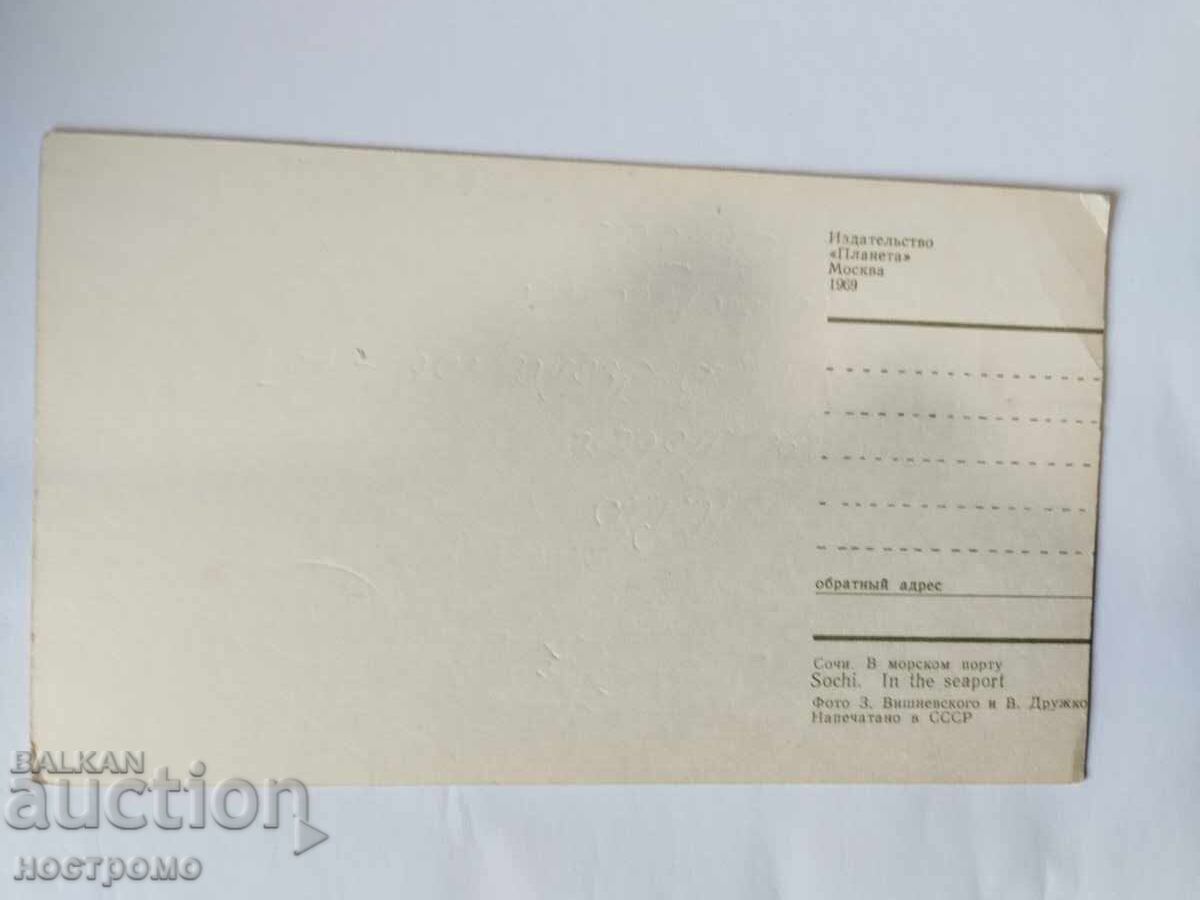 Издательство
«Планета»
Москва
1969
обратный адрес
Сочи. В морском порту
Sochi. In the seaport
Фото З. Вишневского и В. Дружко
Напечатано в СССР
BALKAN
auction
ностромо